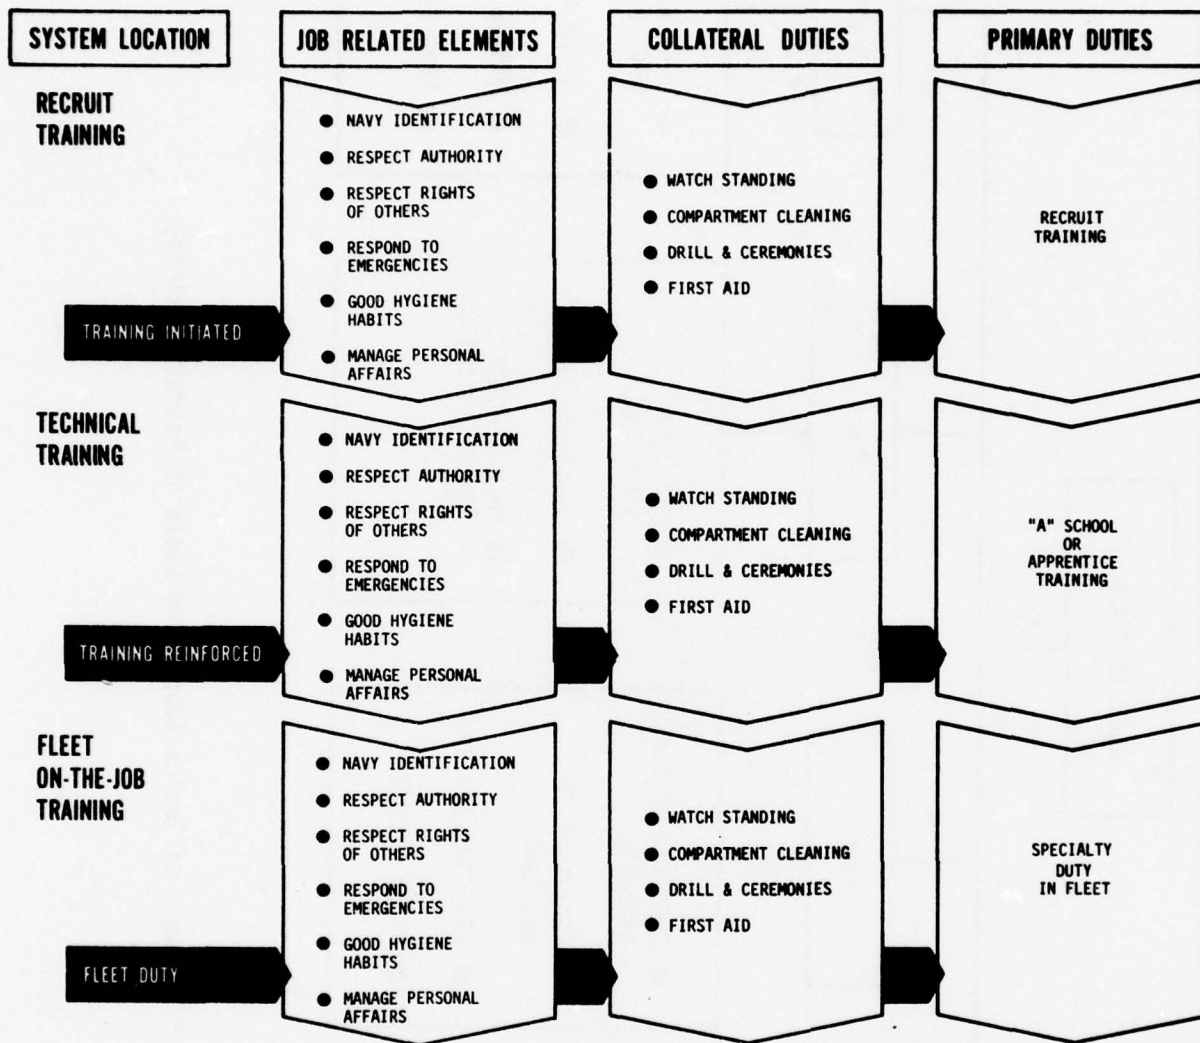 SYSTEM LOCATION
JOB RELATED ELEMENTS
COLLATERAL DUTIES
PRIMARY DUTIES
RECRUIT
TRAINING
TRAINING INITIATED
● NAVY IDENTIFICATION
● RESPECT AUTHORITY
● RESPECT RIGHTS
OF OTHERS
● RESPOND TO
EMERGENCIES
● GOOD HYGIENE
HABITS
● MANAGE PERSONAL
AFFAIRS
● WATCH STANDING
● COMPARTMENT CLEANING
● DRILL & CEREMONIES
● FIRST AID
RECRUIT
TRAINING
TECHNICAL
TRAINING
TRAINING REINFORCED
● NAVY IDENTIFICATION
● RESPECT AUTHORITY
● RESPECT RIGHTS
OF OTHERS
● RESPOND TO
EMERGENCIES
● GOOD HYGIENE
HABITS
● MANAGE PERSONAL
AFFAIRS
● WATCH STANDING
● COMPARTMENT CLEANING
● DRILL & CEREMONIES
● FIRST AID
"A" SCHOOL
OR
APPRENTICE
TRAINING
FLEET
ON-THE-JOB
TRAINING
FLEET DUTY
● NAVY IDENTIFICATION
● RESPECT AUTHORITY
● RESPECT RIGHTS
OF OTHERS
● RESPOND TO
EMERGENCIES
● GOOD HYGIENE
HABITS
● MANAGE PERSONAL
AFFAIRS
● WATCH STANDING
● COMPARTMENT CLEANING
● DRILL & CEREMONIES
● FIRST AID
SPECIALTY
DUTY
IN FLEET